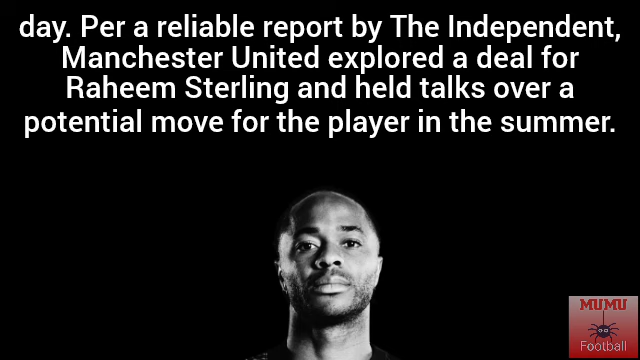 day. Per a reliable report by The Independent,
Manchester United explored a deal for
Raheem Sterling and held talks over a
potential move for the player in the summer.
MUMU
Football